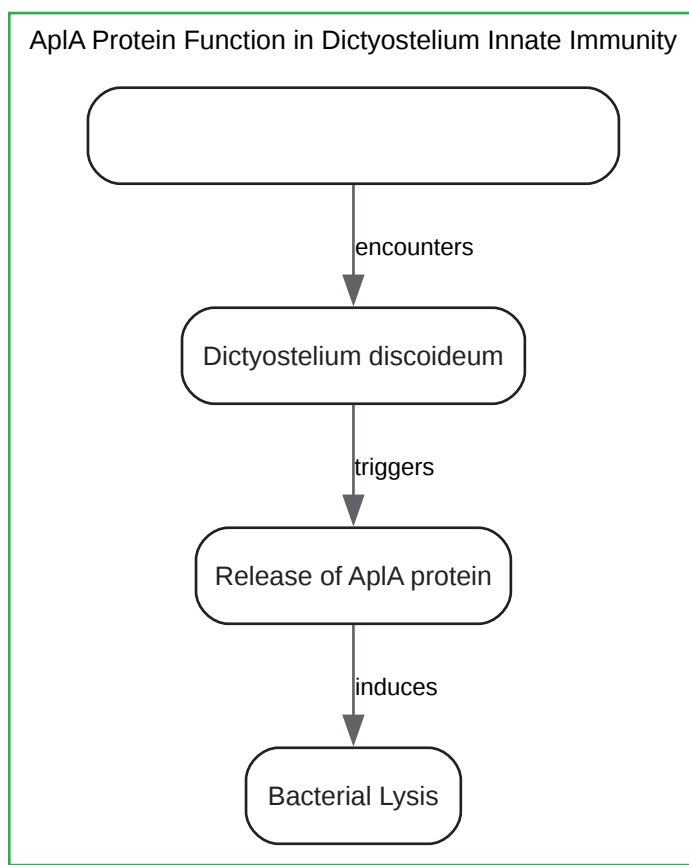 AplA Protein Function in Dictyostelium Innate Immunity
encounters
Dictyostelium discoideum
triggers
Release of AplA protein
induces
Bacterial Lysis